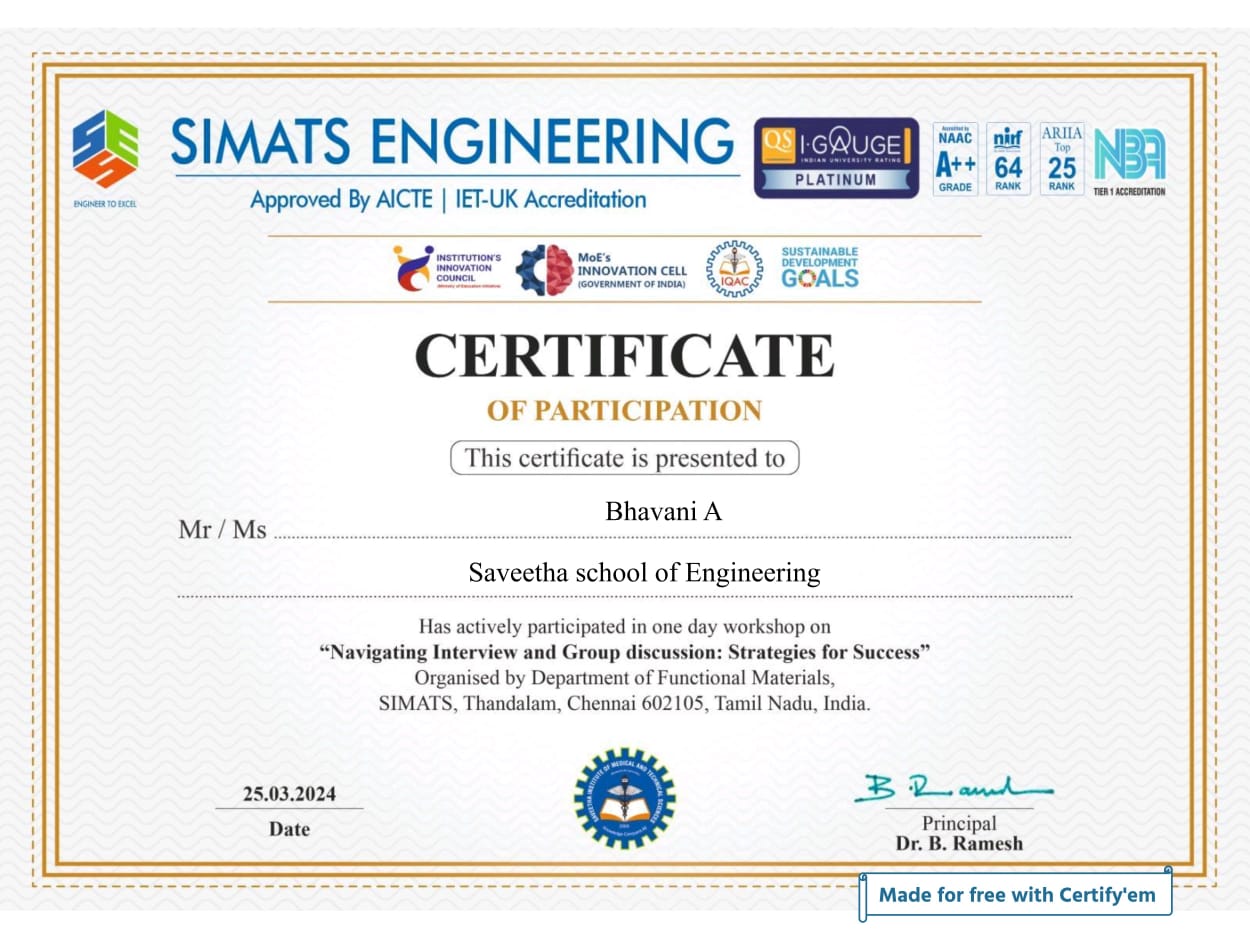 SIMATS ENGINEERING
Approved By AICTE | IET-UK Accreditation
ENGINEER TO EXCEL
QS I·GAUGE
INDIAN UNIVERSITY RATING
PLATINUM
Accredited by
NAAC
A++
GRADE
nirf
64
RANK
ARIIA
Top
25
RANK
NBA
TIER 1 ACCREDITATION
INSTITUTION'S
INNOVATION
COUNCIL
(Ministry of Education Initiative)
MoE's
INNOVATION CELL
(GOVERNMENT OF INDIA)
IQAC
SUSTAINABLE
DEVELOPMENT
GOALS
CERTIFICATE
OF PARTICIPATION
This certificate is presented to
Bhavani A
Mr / Ms
Saveetha school of Engineering
Has actively participated in one day workshop on
“Navigating Interview and Group discussion: Strategies for Success”
Organised by Department of Functional Materials,
SIMATS, Thandalam, Chennai 602105, Tamil Nadu, India.
25.03.2024
Date
SAVEETHA INSTITUTE OF MEDICAL AND TECHNICAL SCIENCES
B. Ramesh
Principal
Dr. B. Ramesh
Made for free with Certify'em